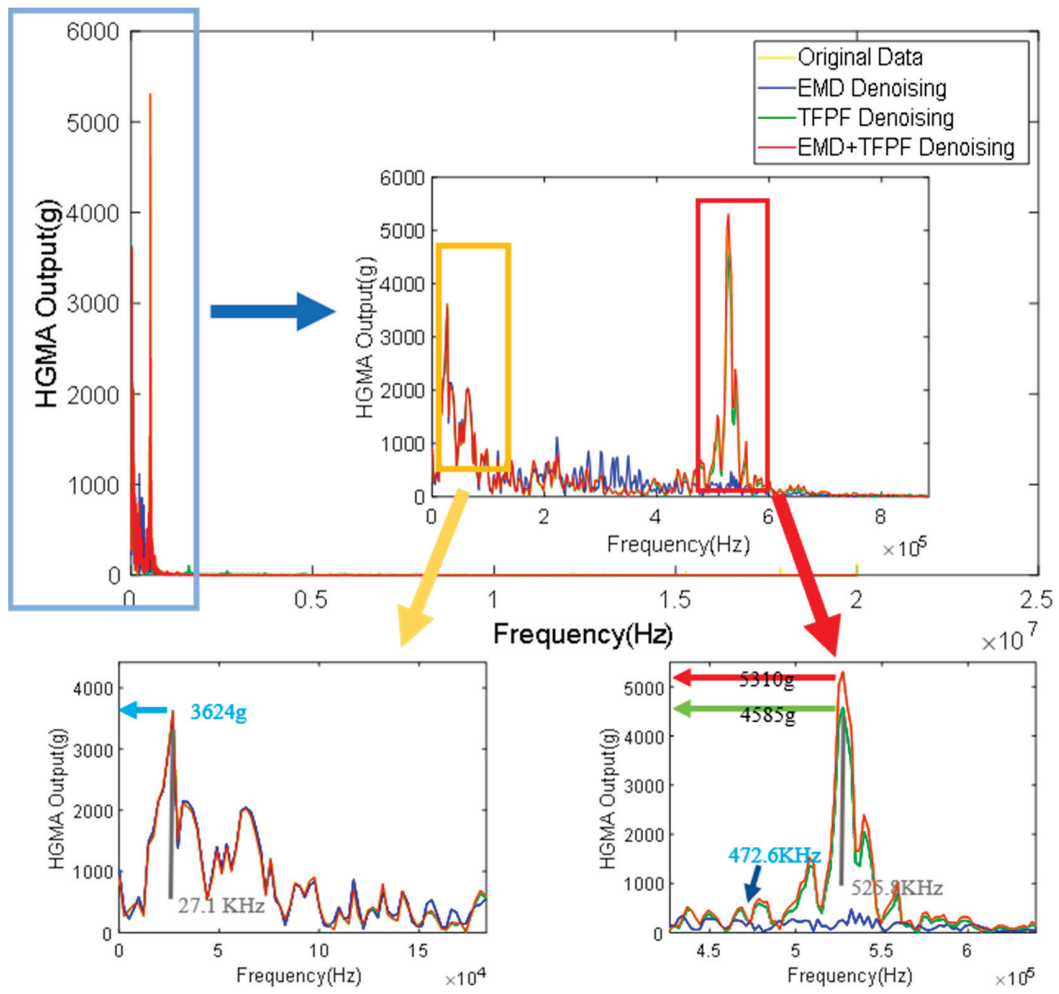 6000
5000
4000
3000
2000
1000
0
HGMA Output(g)
0
0.5
1
1.5
2
2.5
×10⁷
Frequency(Hz)
Original Data
EMD Denoising
TFPF Denoising
EMD+TFPF Denoising
6000
5000
4000
3000
2000
1000
0
HGMA Output(g)
0
2
4
6
8
×10⁵
Frequency(Hz)
4000
3000
2000
1000
0
HGMA Output(g)
3624g
27.1 KHz
0
5
10
15
×10⁴
Frequency(Hz)
5000
4000
3000
2000
1000
0
HGMA Output(g)
5310g
4585g
472.6KHz
525.8KHz
4.5
5
5.5
6
×10⁵
Frequency(Hz)